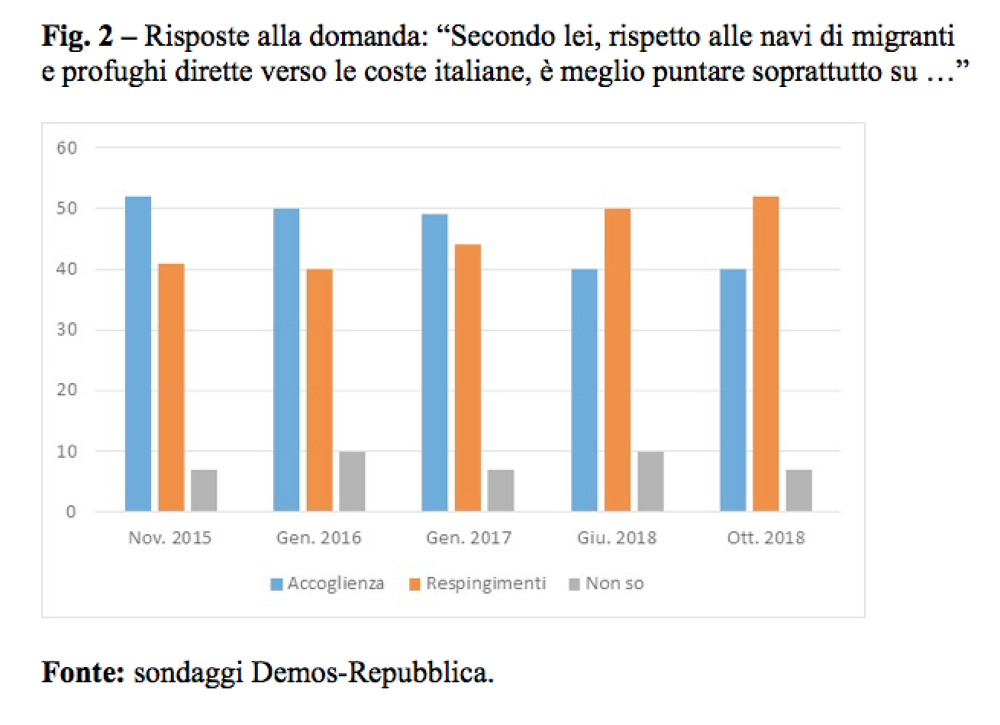 Fig. 2 – Risposte alla domanda: “Secondo lei, rispetto alle navi di migranti
e profughi dirette verso le coste italiane, è meglio puntare soprattutto su …”
60
50
40
30
20
10
0
Nov. 2015 Gen. 2016 Gen. 2017 Giu. 2018 Ott. 2018
Accoglienza Respingimenti Non so
Fonte: sondaggi Demos-Repubblica.